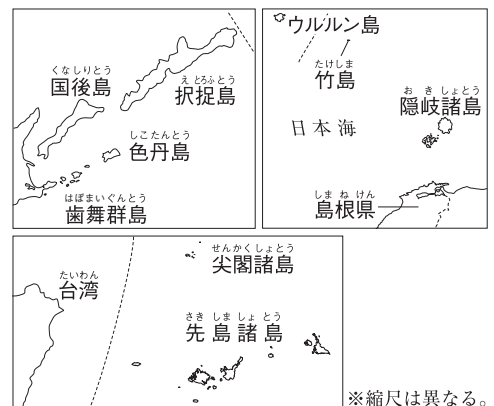 くなしりとう
国後島
えとろふとう
択捉島
しこたんとう
色丹島
はぼまいぐんとう
歯舞群島
ウルルン島
たけしま
竹島
おきしょとう
隠岐諸島
日本海
しまねけん
島根県
せんかくしょとう
尖閣諸島
たいわん
台湾
さきしましょとう
先島諸島
※縮尺は異なる。